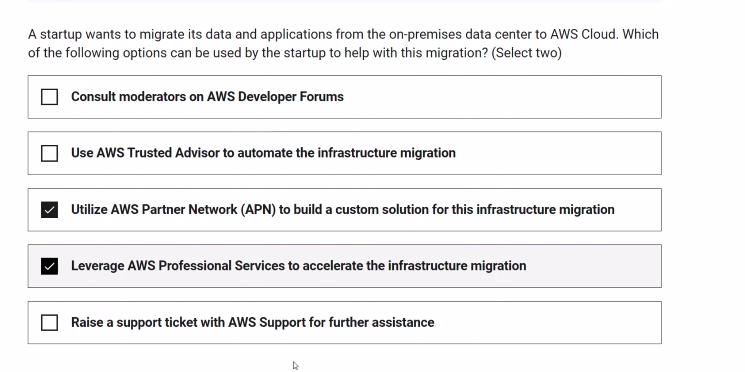 A startup wants to migrate its data and applications from the on-premises data center to AWS Cloud. Which
of the following options can be used by the startup to help with this migration? (Select two)
Consult moderators on AWS Developer Forums
Use AWS Trusted Advisor to automate the infrastructure migration
Utilize AWS Partner Network (APN) to build a custom solution for this infrastructure migration
Leverage AWS Professional Services to accelerate the infrastructure migration
Raise a support ticket with AWS Support for further assistance